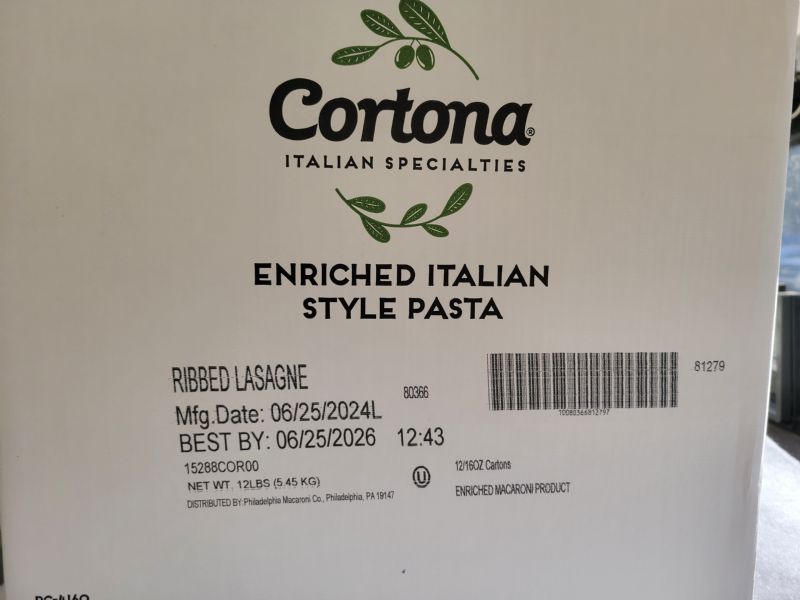 Cortona®
ITALIAN SPECIALTIES
ENRICHED ITALIAN
STYLE PASTA
RIBBED LASAGNE
80366
81279
Mfg.Date: 06/25/2024L
10080366812797
BEST BY: 06/25/2026 12:43
15288COR00
12/16OZ Cartons
NET WT. 12LBS (5.45 KG)
U
ENRICHED MACARONI PRODUCT
DISTRIBUTED BY:Philadelphia Macaroni Co., Philadelphia, PA 19147